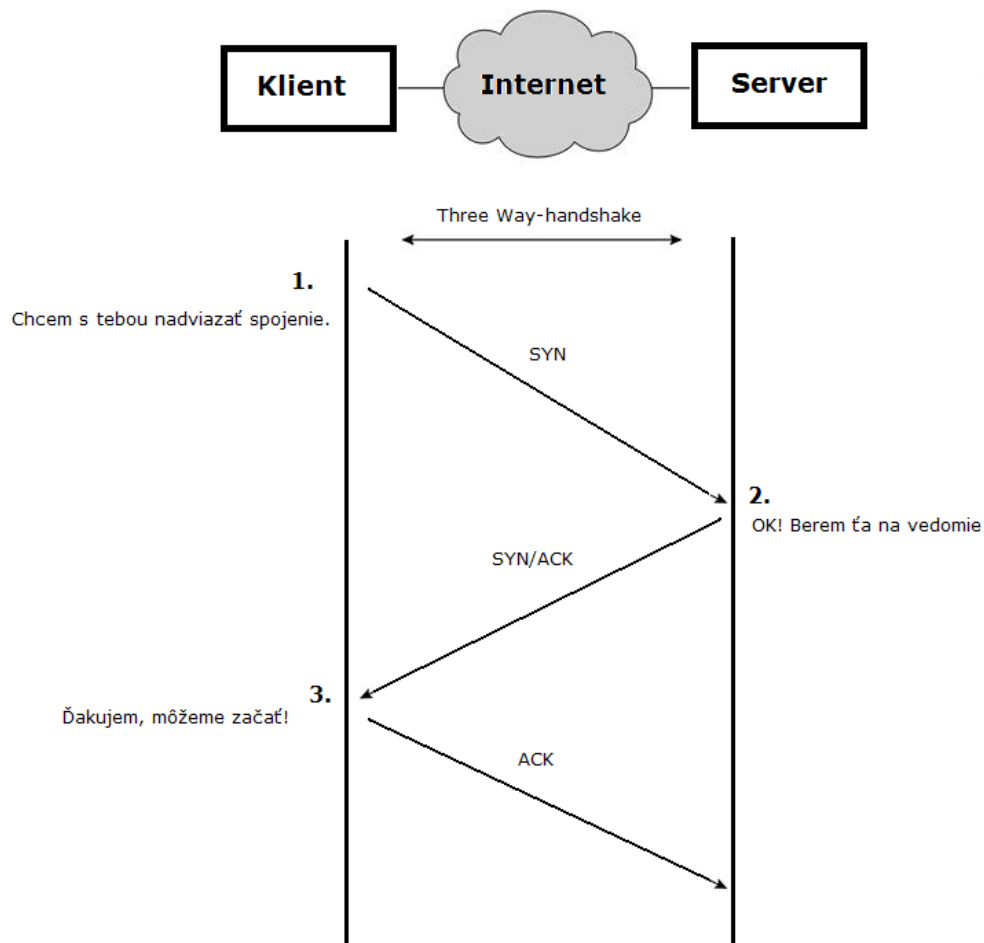 Klient
Internet
Server
Three Way-handshake
1.
Chcem s tebou nadviazať spojenie.
SYN
2.
OK! Berem ťa na vedomie
SYN/ACK
3.
Ďakujem, môžeme začať!
ACK